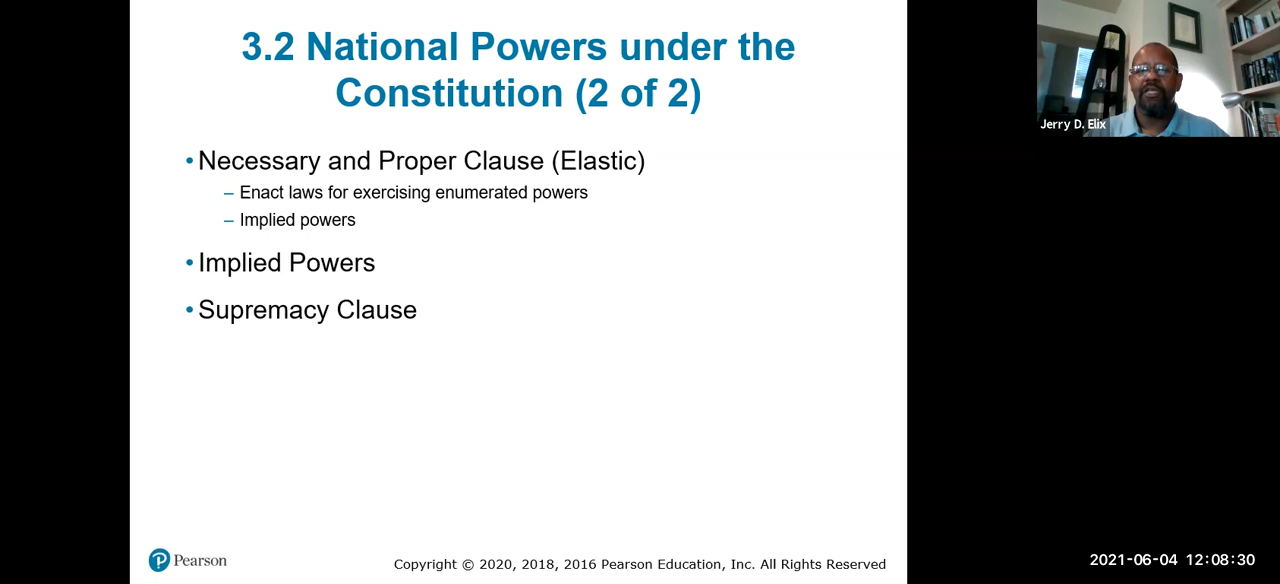 3.2 National Powers under the
Constitution (2 of 2)
• Necessary and Proper Clause (Elastic)
– Enact laws for exercising enumerated powers
– Implied powers
• Implied Powers
• Supremacy Clause
Pearson
Copyright © 2020, 2018, 2016 Pearson Education, Inc. All Rights Reserved
Jerry D. Elix
2021-06-04 12:08:30